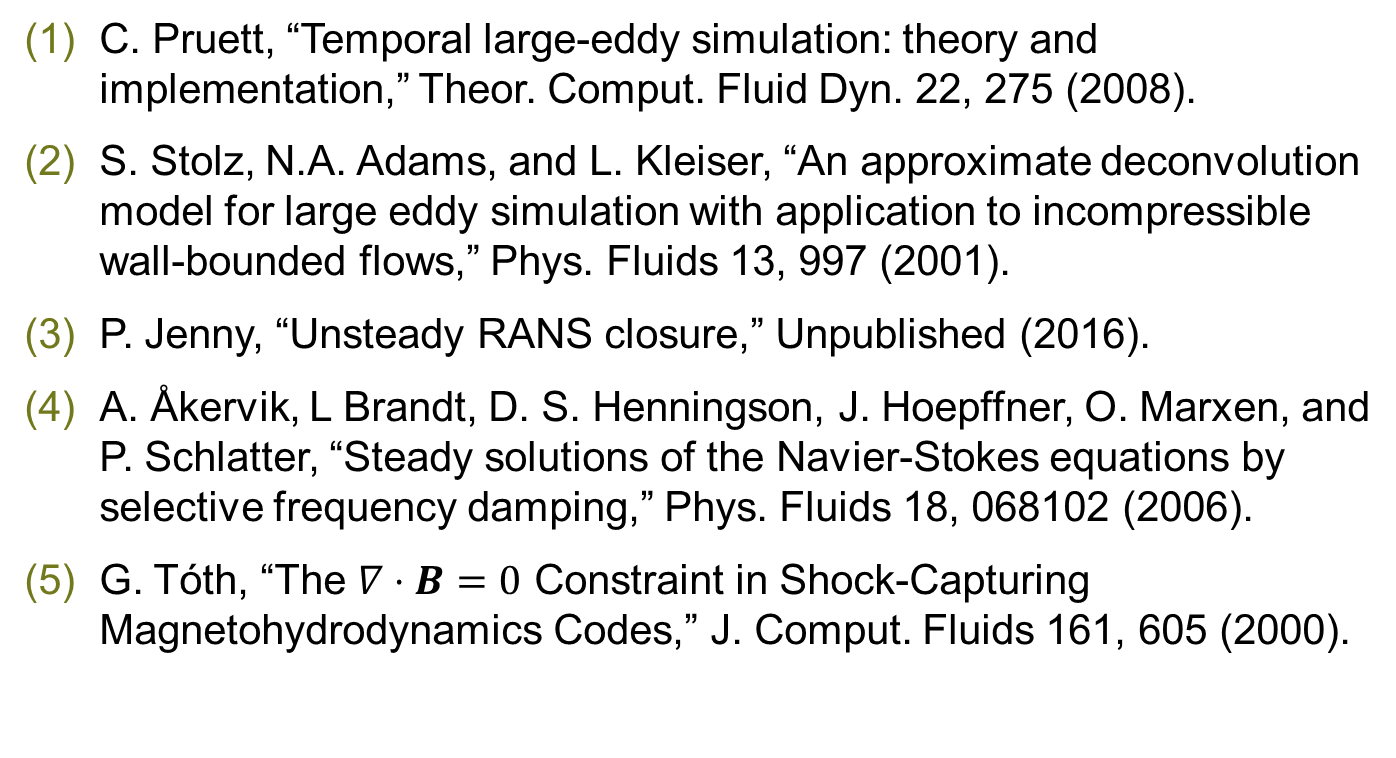 (1) C. Pruett, “Temporal large-eddy simulation: theory and
implementation,” Theor. Comput. Fluid Dyn. 22, 275 (2008).
(2) S. Stolz, N.A. Adams, and L. Kleiser, “An approximate deconvolution
model for large eddy simulation with application to incompressible
wall-bounded flows,” Phys. Fluids 13, 997 (2001).
(3) P. Jenny, “Unsteady RANS closure,” Unpublished (2016).
(4) A. Åkervik, L Brandt, D. S. Henningson, J. Hoepffner, O. Marxen, and
P. Schlatter, “Steady solutions of the Navier-Stokes equations by
selective frequency damping,” Phys. Fluids 18, 068102 (2006).
(5) G. Tóth, “The ∇ · B = 0 Constraint in Shock-Capturing
Magnetohydrodynamics Codes,” J. Comput. Fluids 161, 605 (2000).